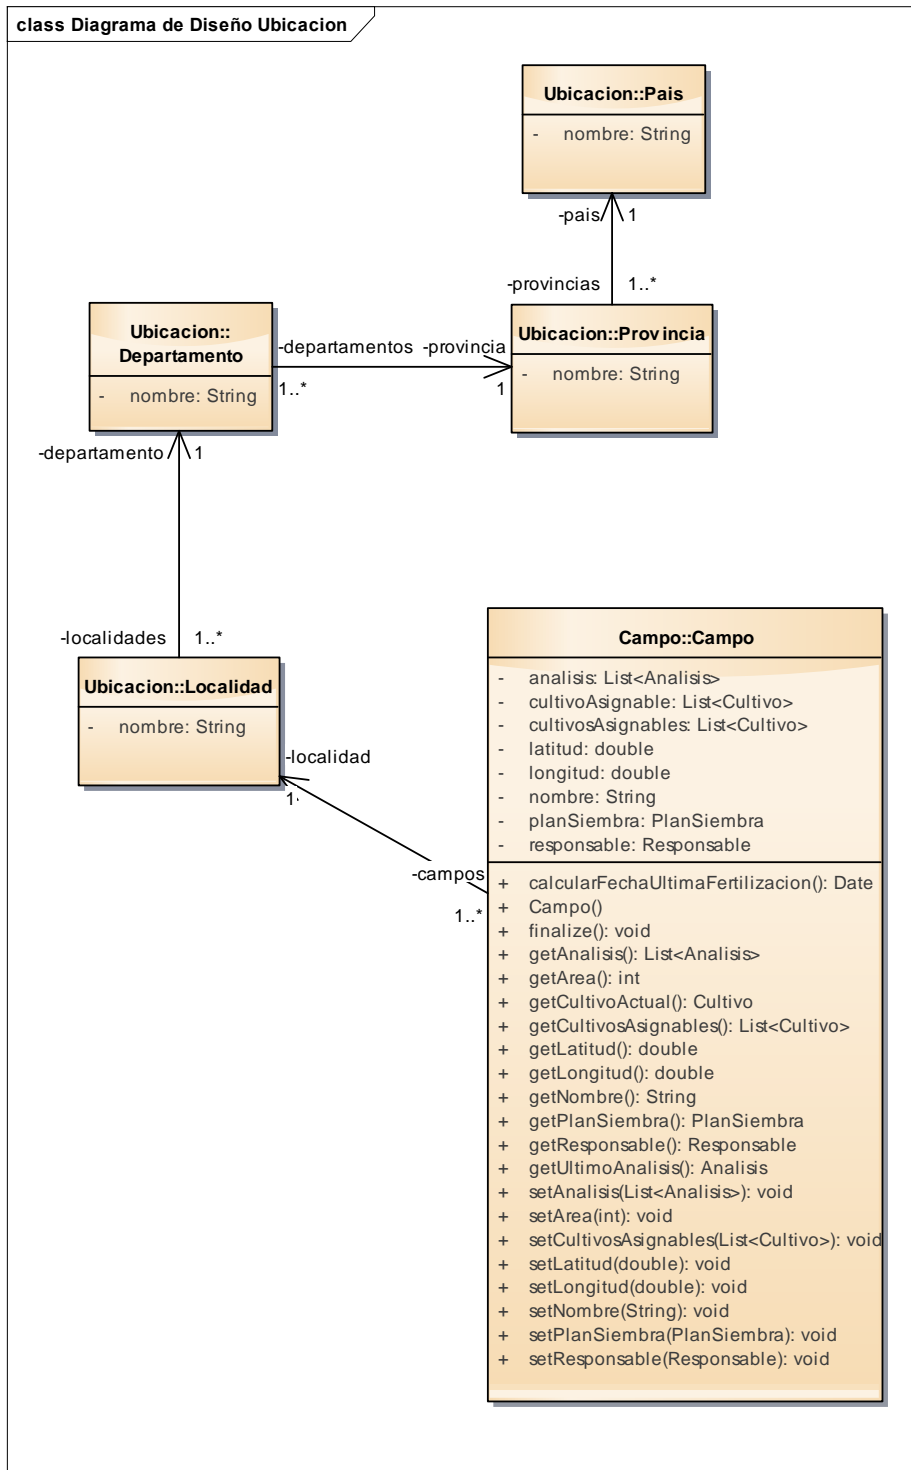 class Diagrama de Diseño Ubicacion
Ubicacion::Pais
- nombre: String
-pais 1
-provincias 1..*
Ubicacion::Provincia
- nombre: String
Ubicacion::
Departamento
- nombre: String
-departamentos -provincia
1..* 1
-departamento 1
-localidades 1..*
Ubicacion::Localidad
- nombre: String
-localidad
1
-campos
1..*
Campo::Campo
- analisis: List<Analisis>
- cultivoAsignable: List<Cultivo>
- cultivosAsignables: List<Cultivo>
- latitud: double
- longitud: double
- nombre: String
- planSiembra: PlanSiembra
- responsable: Responsable
+ calcularFechaUltimaFertilizacion(): Date
+ Campo()
+ finalize(): void
+ getAnalisis(): List<Analisis>
+ getArea(): int
+ getCultivoActual(): Cultivo
+ getCultivosAsignables(): List<Cultivo>
+ getLatitud(): double
+ getLongitud(): double
+ getNombre(): String
+ getPlanSiembra(): PlanSiembra
+ getResponsable(): Responsable
+ getUltimoAnalisis(): Analisis
+ setAnalisis(List<Analisis>): void
+ setArea(int): void
+ setCultivosAsignables(List<Cultivo>): void
+ setLatitud(double): void
+ setLongitud(double): void
+ setNombre(String): void
+ setPlanSiembra(PlanSiembra): void
+ setResponsable(Responsable): void